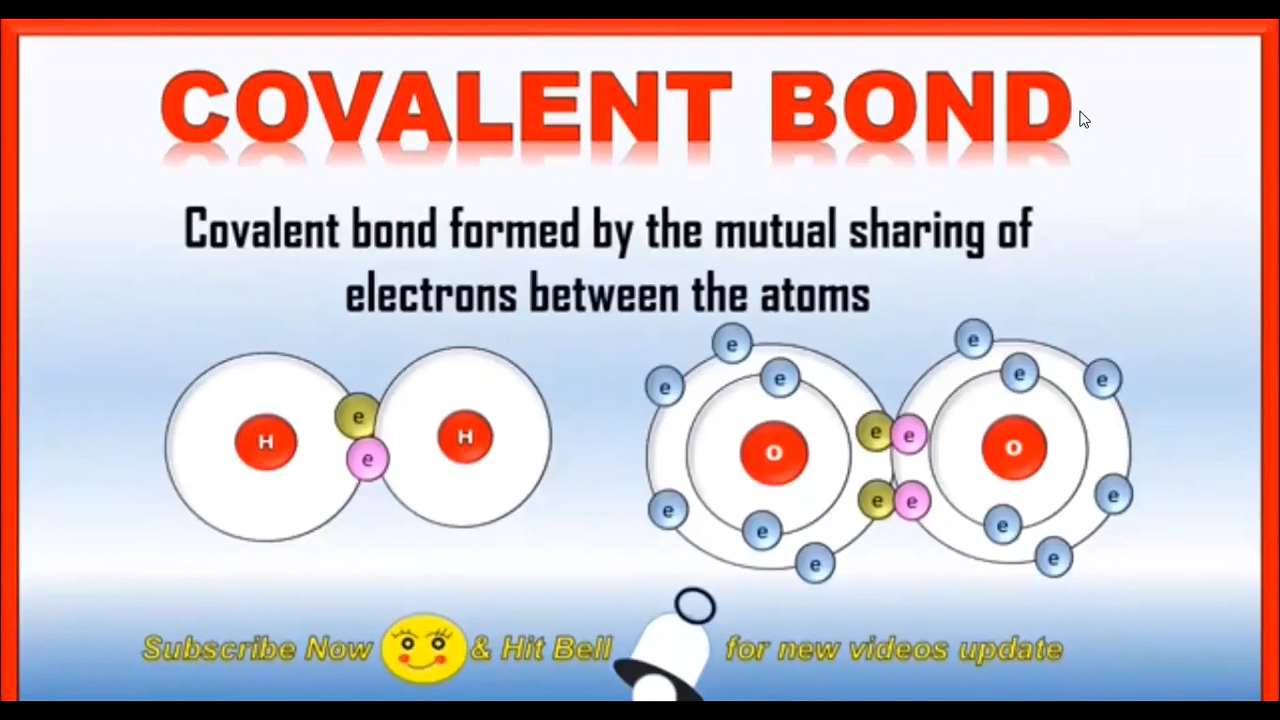 COVALENT BOND
Covalent bond formed by the mutual sharing of
electrons between the atoms
e e
e e e e
H e H e O e e O
e
e e e
e e e e
e e
Subscribe Now & Hit Bell for new videos update